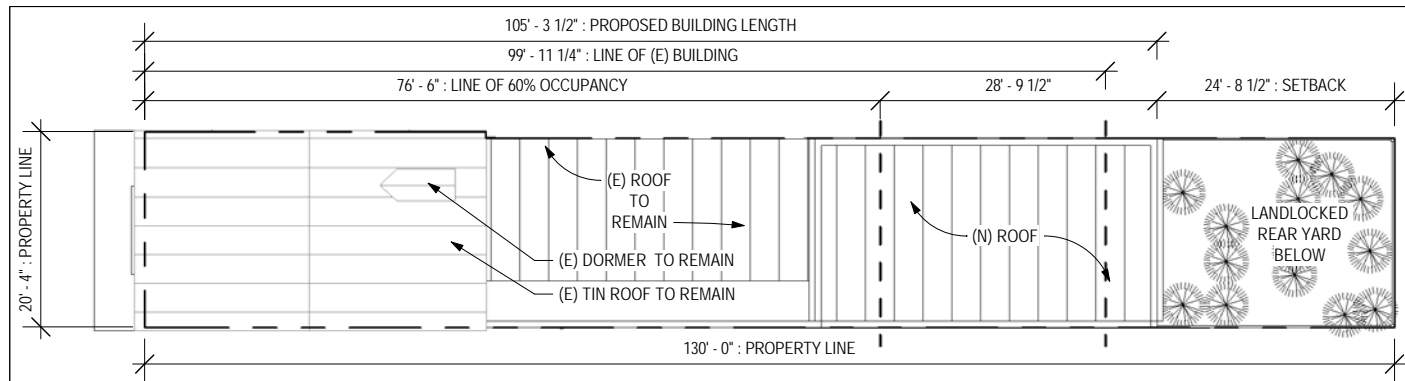 105' - 3 1/2" : PROPOSED BUILDING LENGTH
99' - 11 1/4" : LINE OF (E) BUILDING
76' - 6" : LINE OF 60% OCCUPANCY
28' - 9 1/2"
24' - 8 1/2" : SETBACK
20' - 4" : PROPERTY LINE
(E) ROOF
TO
REMAIN
(E) DORMER TO REMAIN
(E) TIN ROOF TO REMAIN
(N) ROOF
LANDLOCKED
REAR YARD
BELOW
130' - 0" : PROPERTY LINE